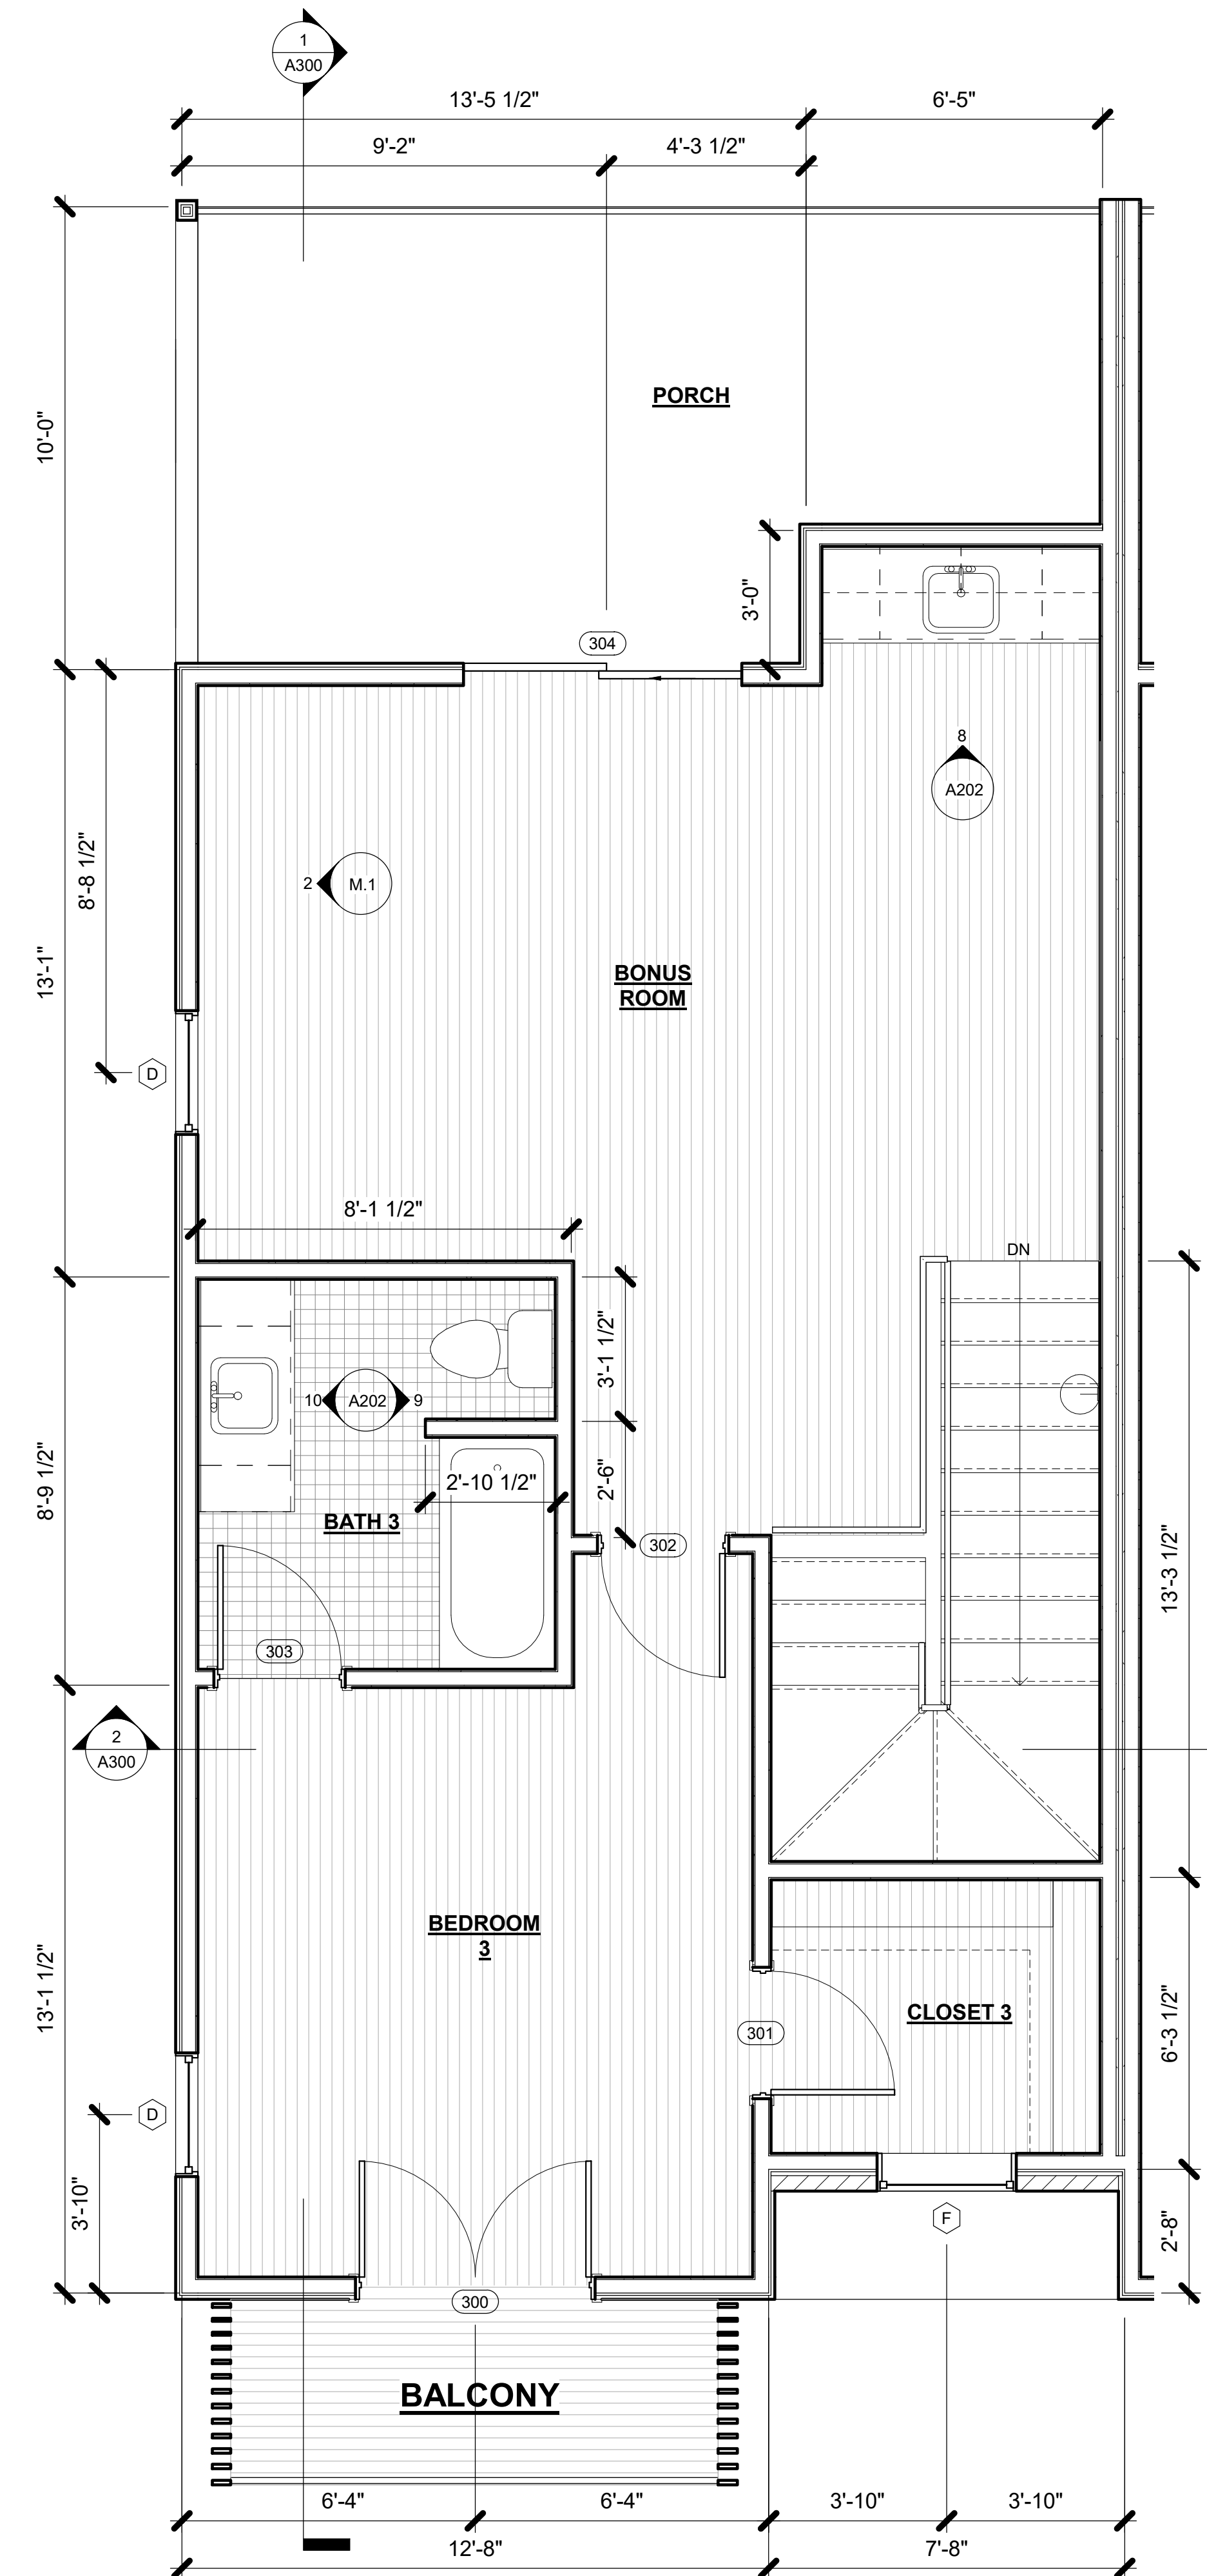 1
A300
13'-5 1/2"
6'-5"
9'-2"
4'-3 1/2"
PORCH
10'-0"
3'-0"
304
8
A202
8'-8 1/2"
2
M.1
13'-1"
BONUS
ROOM
D
8'-1 1/2"
DN
3'-1 1/2"
10
A202
9
8'-9 1/2"
2'-10 1/2"
2'-6"
BATH 3
302
13'-3 1/2"
303
2
A300
BEDROOM
3
13'-1 1/2"
CLOSET 3
301
6'-3 1/2"
D
3'-10"
F
2'-8"
300
BALCONY
6'-4"
6'-4"
3'-10"
3'-10"
12'-8"
7'-8"